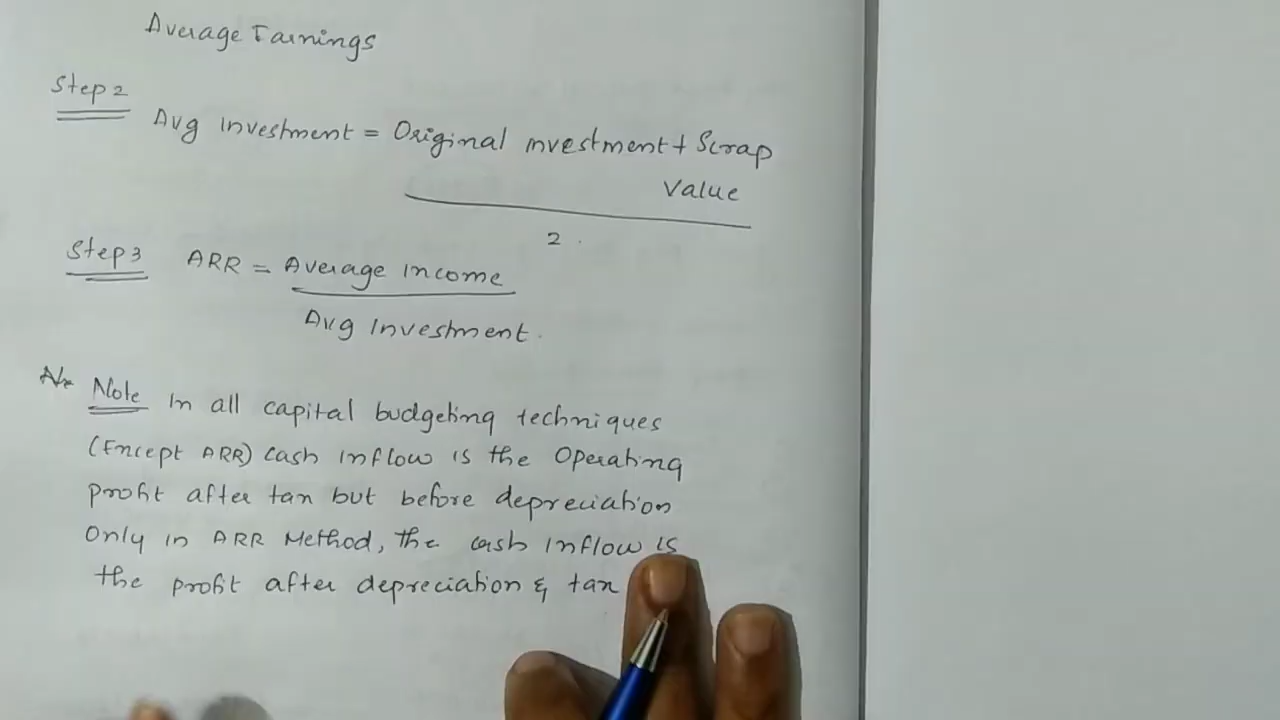 Average Earnings
Step 2
Avg investment = Original investment + Scrap
Value
2
Step 3 ARR = Average income
Avg Investment
Note In all capital budgeting techniques
(Except ARR) cash inflow is the Operating
profit after tax but before depreciation
Only in ARR Method, the cash inflow is
the profit after depreciation & tax